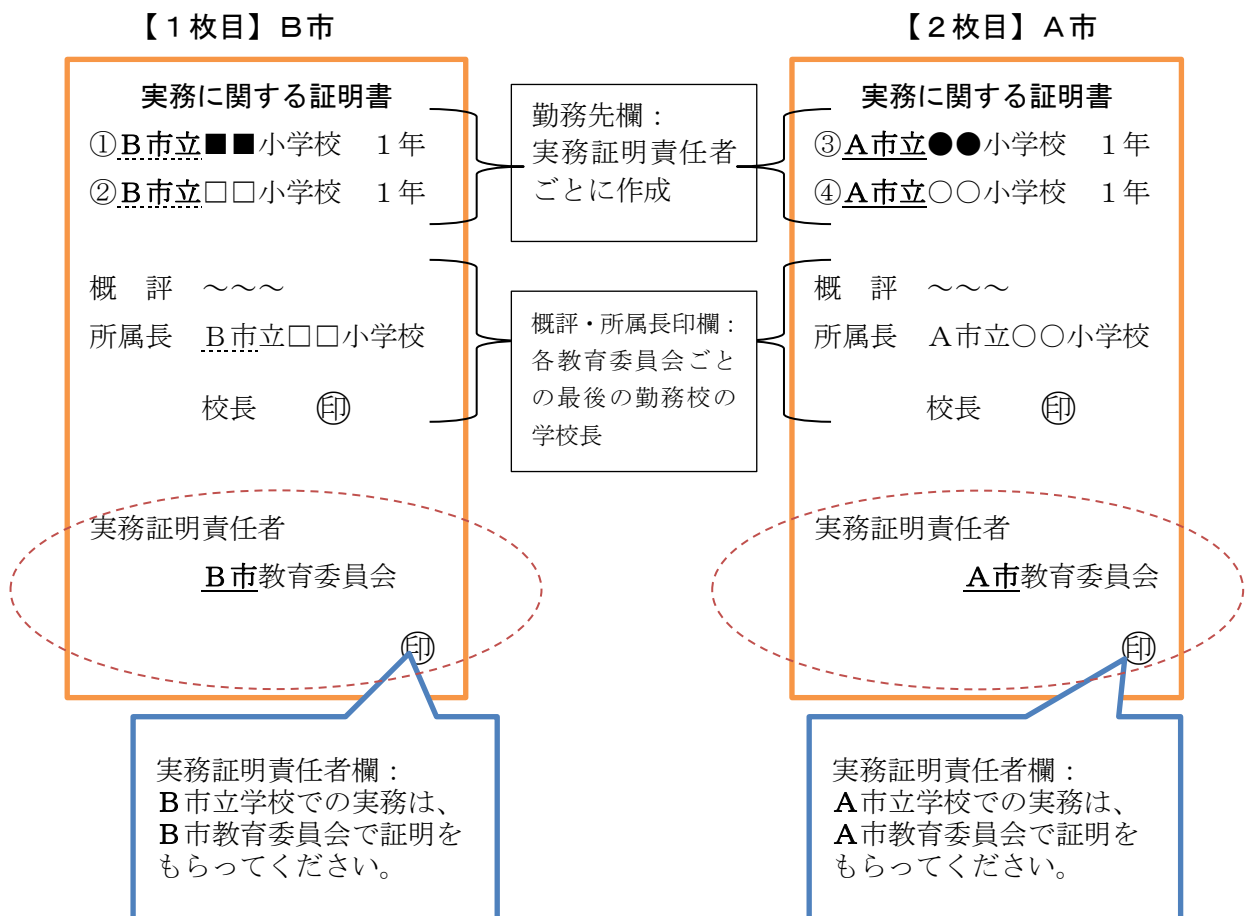 【１枚目】Ｂ市
実務に関する証明書
①Ｂ市立■■小学校　１年
②Ｂ市立□□小学校　１年
概　評　～～～
所属長　Ｂ市立□□小学校
校長　　㊞
実務証明責任者
Ｂ市教育委員会
㊞
実務証明責任者欄：
Ｂ市立学校での実務は、
Ｂ市教育委員会で証明を
もらってください。
勤務先欄：
実務証明責任者
ごとに作成
概評・所属長印欄：
各教育委員会ごと
の最後の勤務校の
学校長
【２枚目】Ａ市
実務に関する証明書
③Ａ市立●●小学校　１年
④Ａ市立○○小学校　１年
概　評　～～～
所属長　Ａ市立○○小学校
校長　　㊞
実務証明責任者
Ａ市教育委員会
㊞
実務証明責任者欄：
Ａ市立学校での実務は、
Ａ市教育委員会で証明を
もらってください。